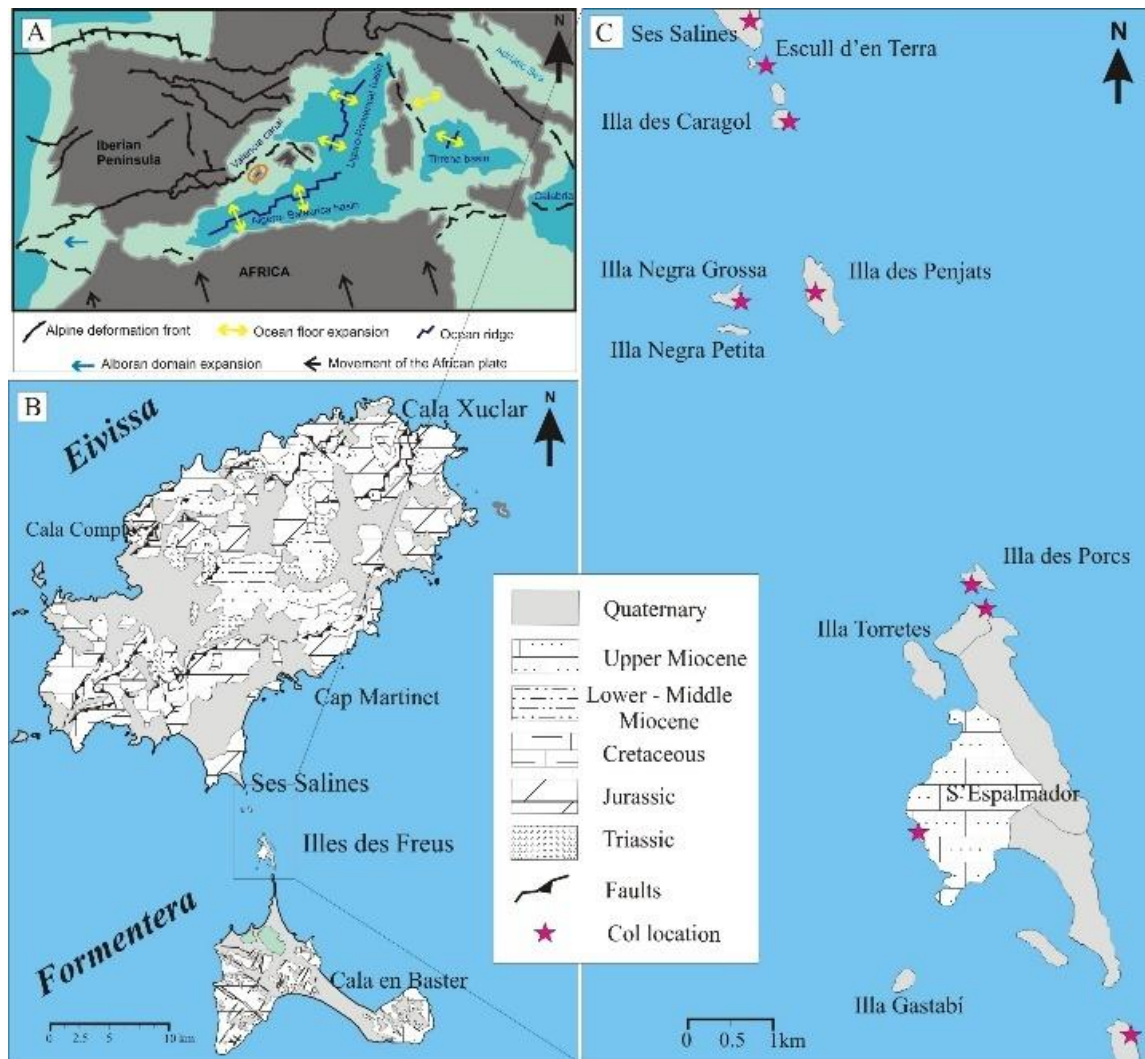 A
N
Adriatic Sea
Iberian
Peninsula
Valencia canal
Liguro-Provenzal basin
Tirreno basin
Calabria
Algero- Balearica basin
AFRICA
Alpine deformation front
Ocean floor expansion
Ocean ridge
Alboran domain expansion
Movement of the African plate
B
N
Eivissa
Cala Xuclar
Cala Compte
Cap Martinet
Ses Salines
Illes des Freus
Formentera
Cala en Baster
0 2.5 5 10 km
Quaternary
Upper Miocene
Lower - Middle
Miocene
Cretaceous
Jurassic
Triassic
Faults
Col location
C
N
Ses Salines
Escull d'en Terra
Illa des Caragol
Illa Negra Grossa
Illa des Penjats
Illa Negra Petita
Illa des Porcs
Illa Torretes
S'Espalmador
Illa Gastabí
0 0.5 1km